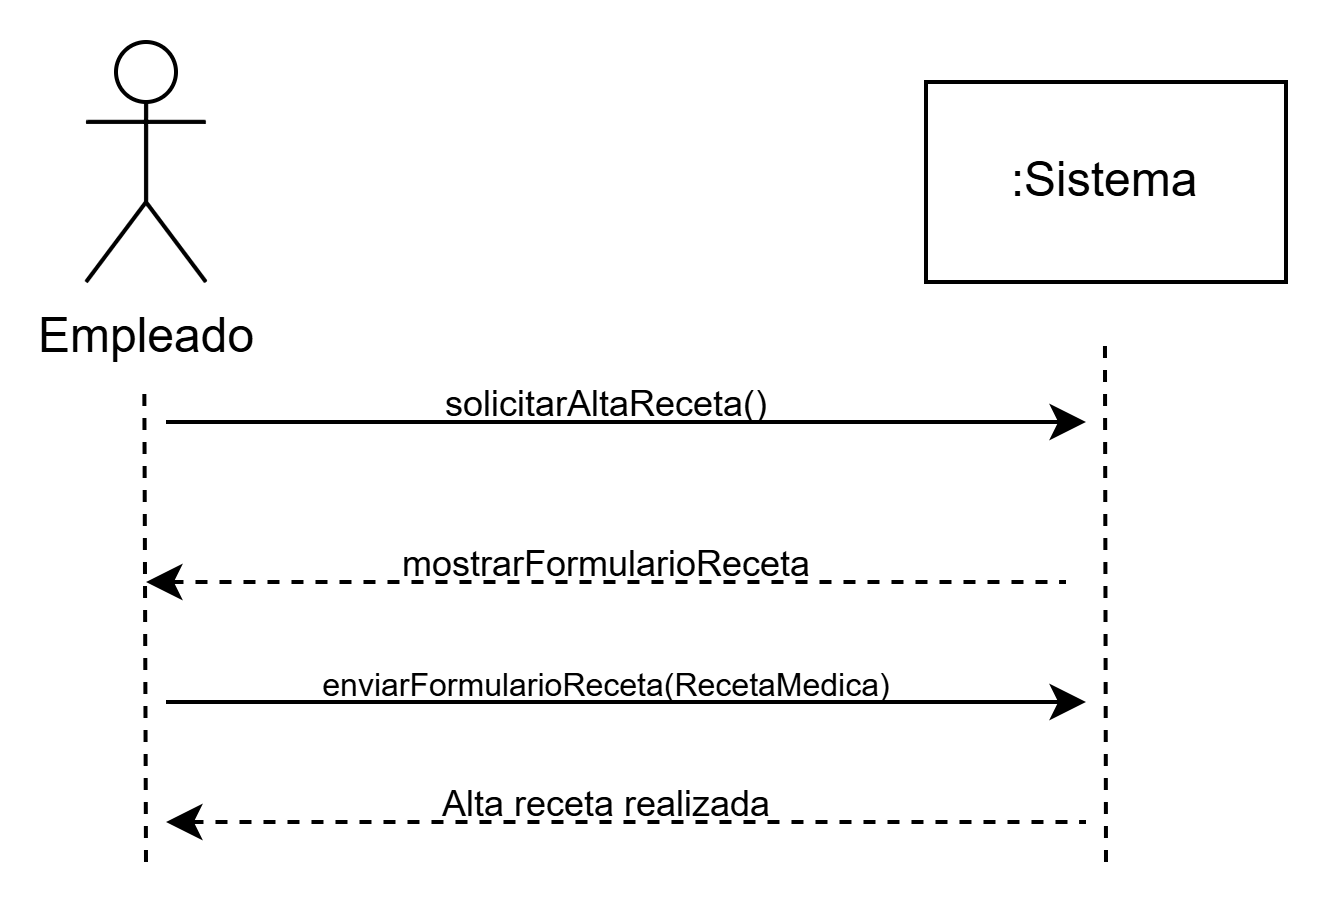 :Sistema
Empleado
solicitarAltaReceta()
mostrarFormularioReceta
enviarFormularioReceta(RecetaMedica)
Alta receta realizada